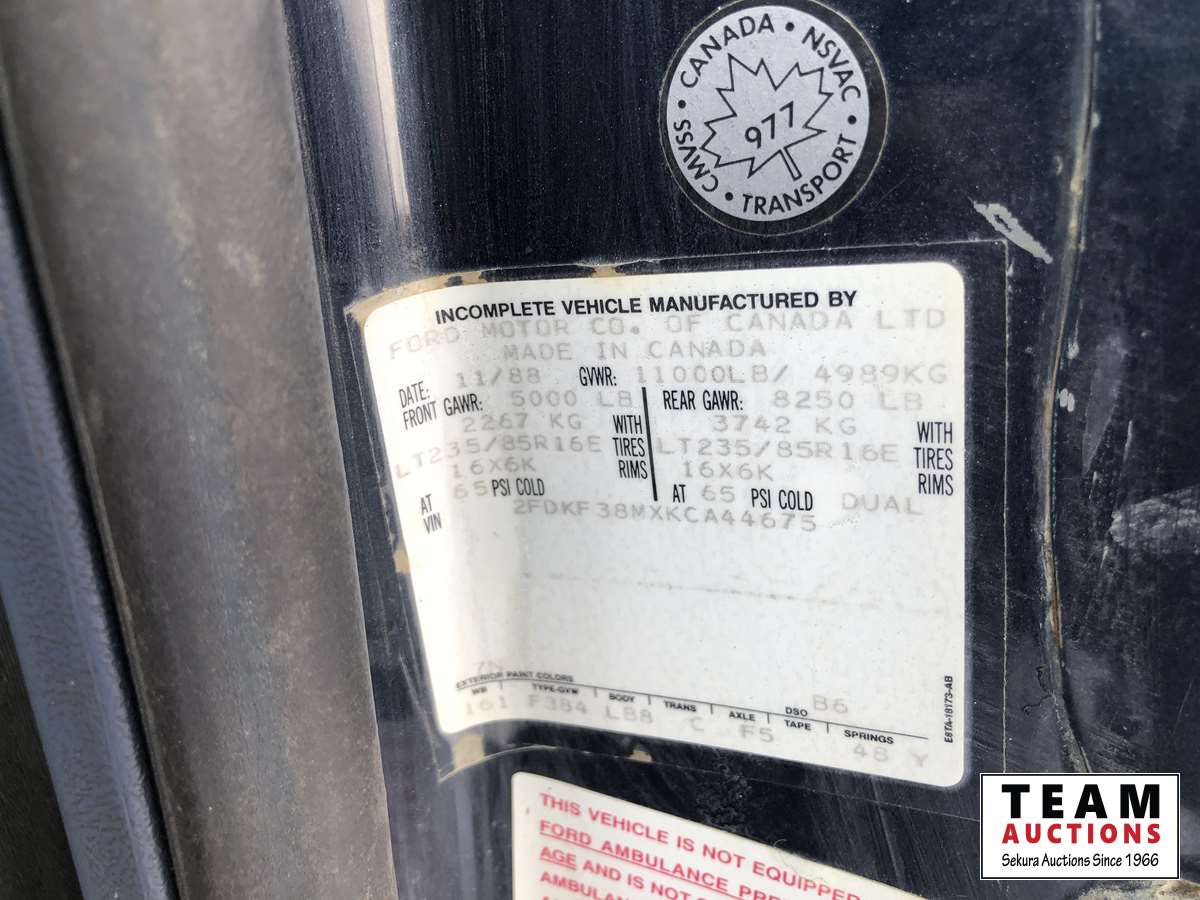 CANADA • NSVAC • TRANSPORT • CMVSS •
977
INCOMPLETE VEHICLE MANUFACTURED BY
FORD MOTOR CO. OF CANADA LTD
MADE IN CANADA
DATE: 11/88 GVWR: 11000LB/ 4989KG
FRONT GAWR: 5000 LB REAR GAWR: 8250 LB
2267 KG WITH 3742 KG WITH
LT235/85R16E TIRES LT235/85R16E TIRES
16X6K RIMS 16X6K RIMS
AT 65 PSI COLD AT 65 PSI COLD DUAL
VIN 2FDKF38MXKCA44675
7N
EXTERIOR PAINT COLORS DSO B6
WB TYPE-GVW BODY TRANS AXLE TAPE SPRINGS
161 F384 LB8 C F5 48 Y
E8TA-18173-AB
THIS VEHICLE IS NOT EQUIPPED
FORD AMBULANCE PRE
AGE AND IS NOT
AMBULAN
TEAM
AUCTIONS
Sekura Auctions Since 1966